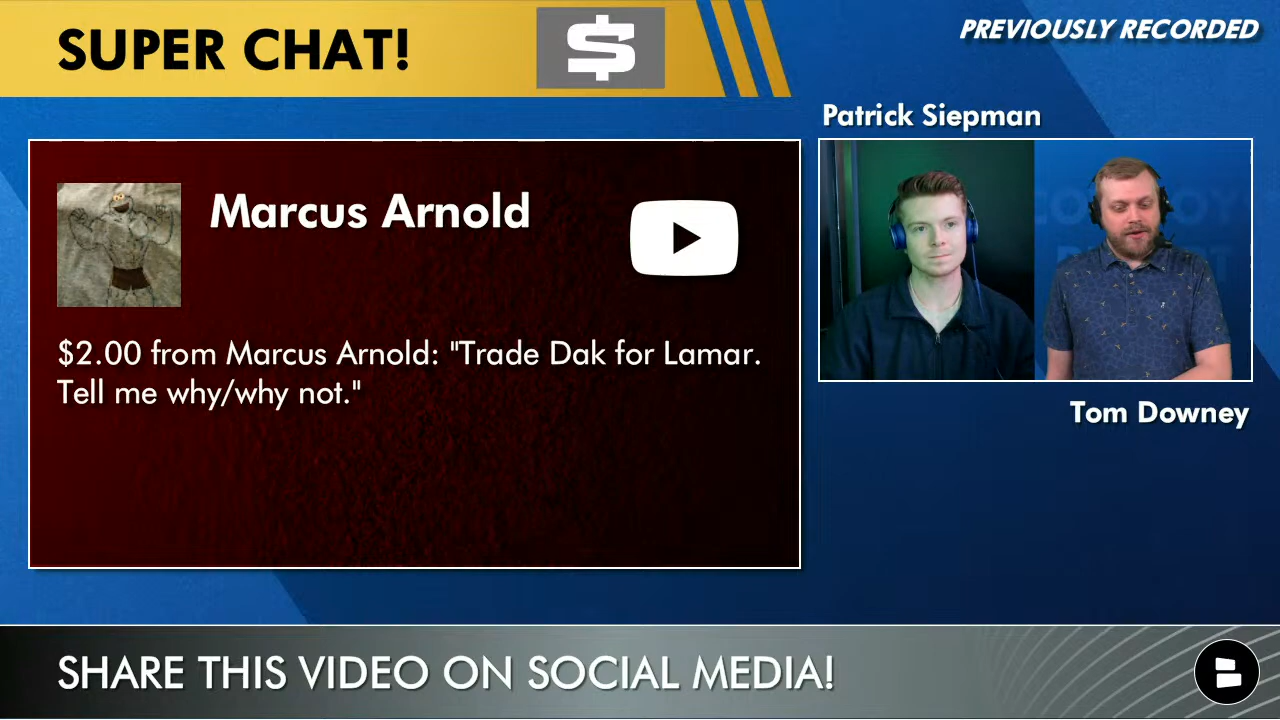 SUPER CHAT!
$
PREVIOUSLY RECORDED
Patrick Siepman
Marcus Arnold
$2.00 from Marcus Arnold: "Trade Dak for Lamar.
Tell me why/why not."
Tom Downey
SHARE THIS VIDEO ON SOCIAL MEDIA!